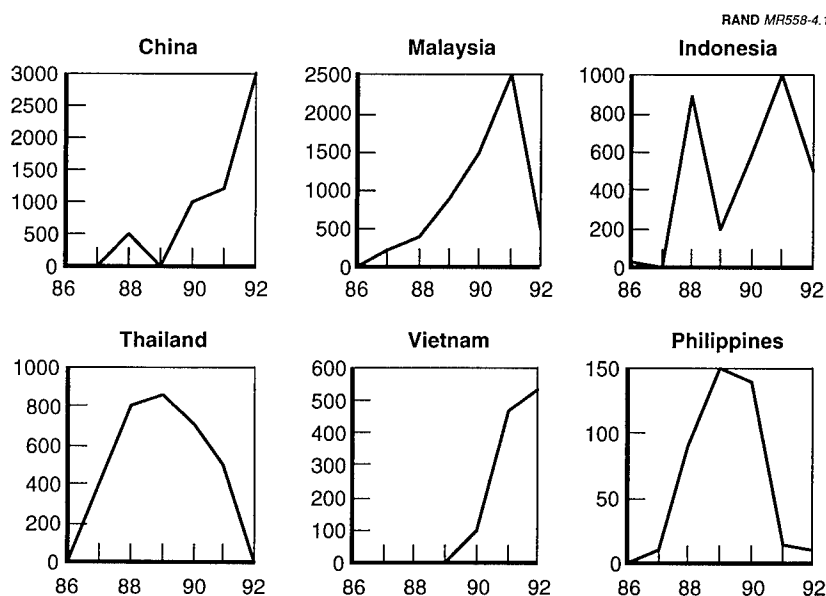 RAND MR558-4.1
China Malaysia Indonesia
3000 2500 1000
2500 2000 800
2000 1500 600
1500 1000 400
1000 500 200
500 0 0
0
86 88 90 92 86 88 90 92 86 88 90 92
Thailand Vietnam Philippines
1000 600 150
800 500 100
600 400 50
400 300 0
200 200
0 100
0
86 88 90 92 86 88 90 92 86 88 90 92